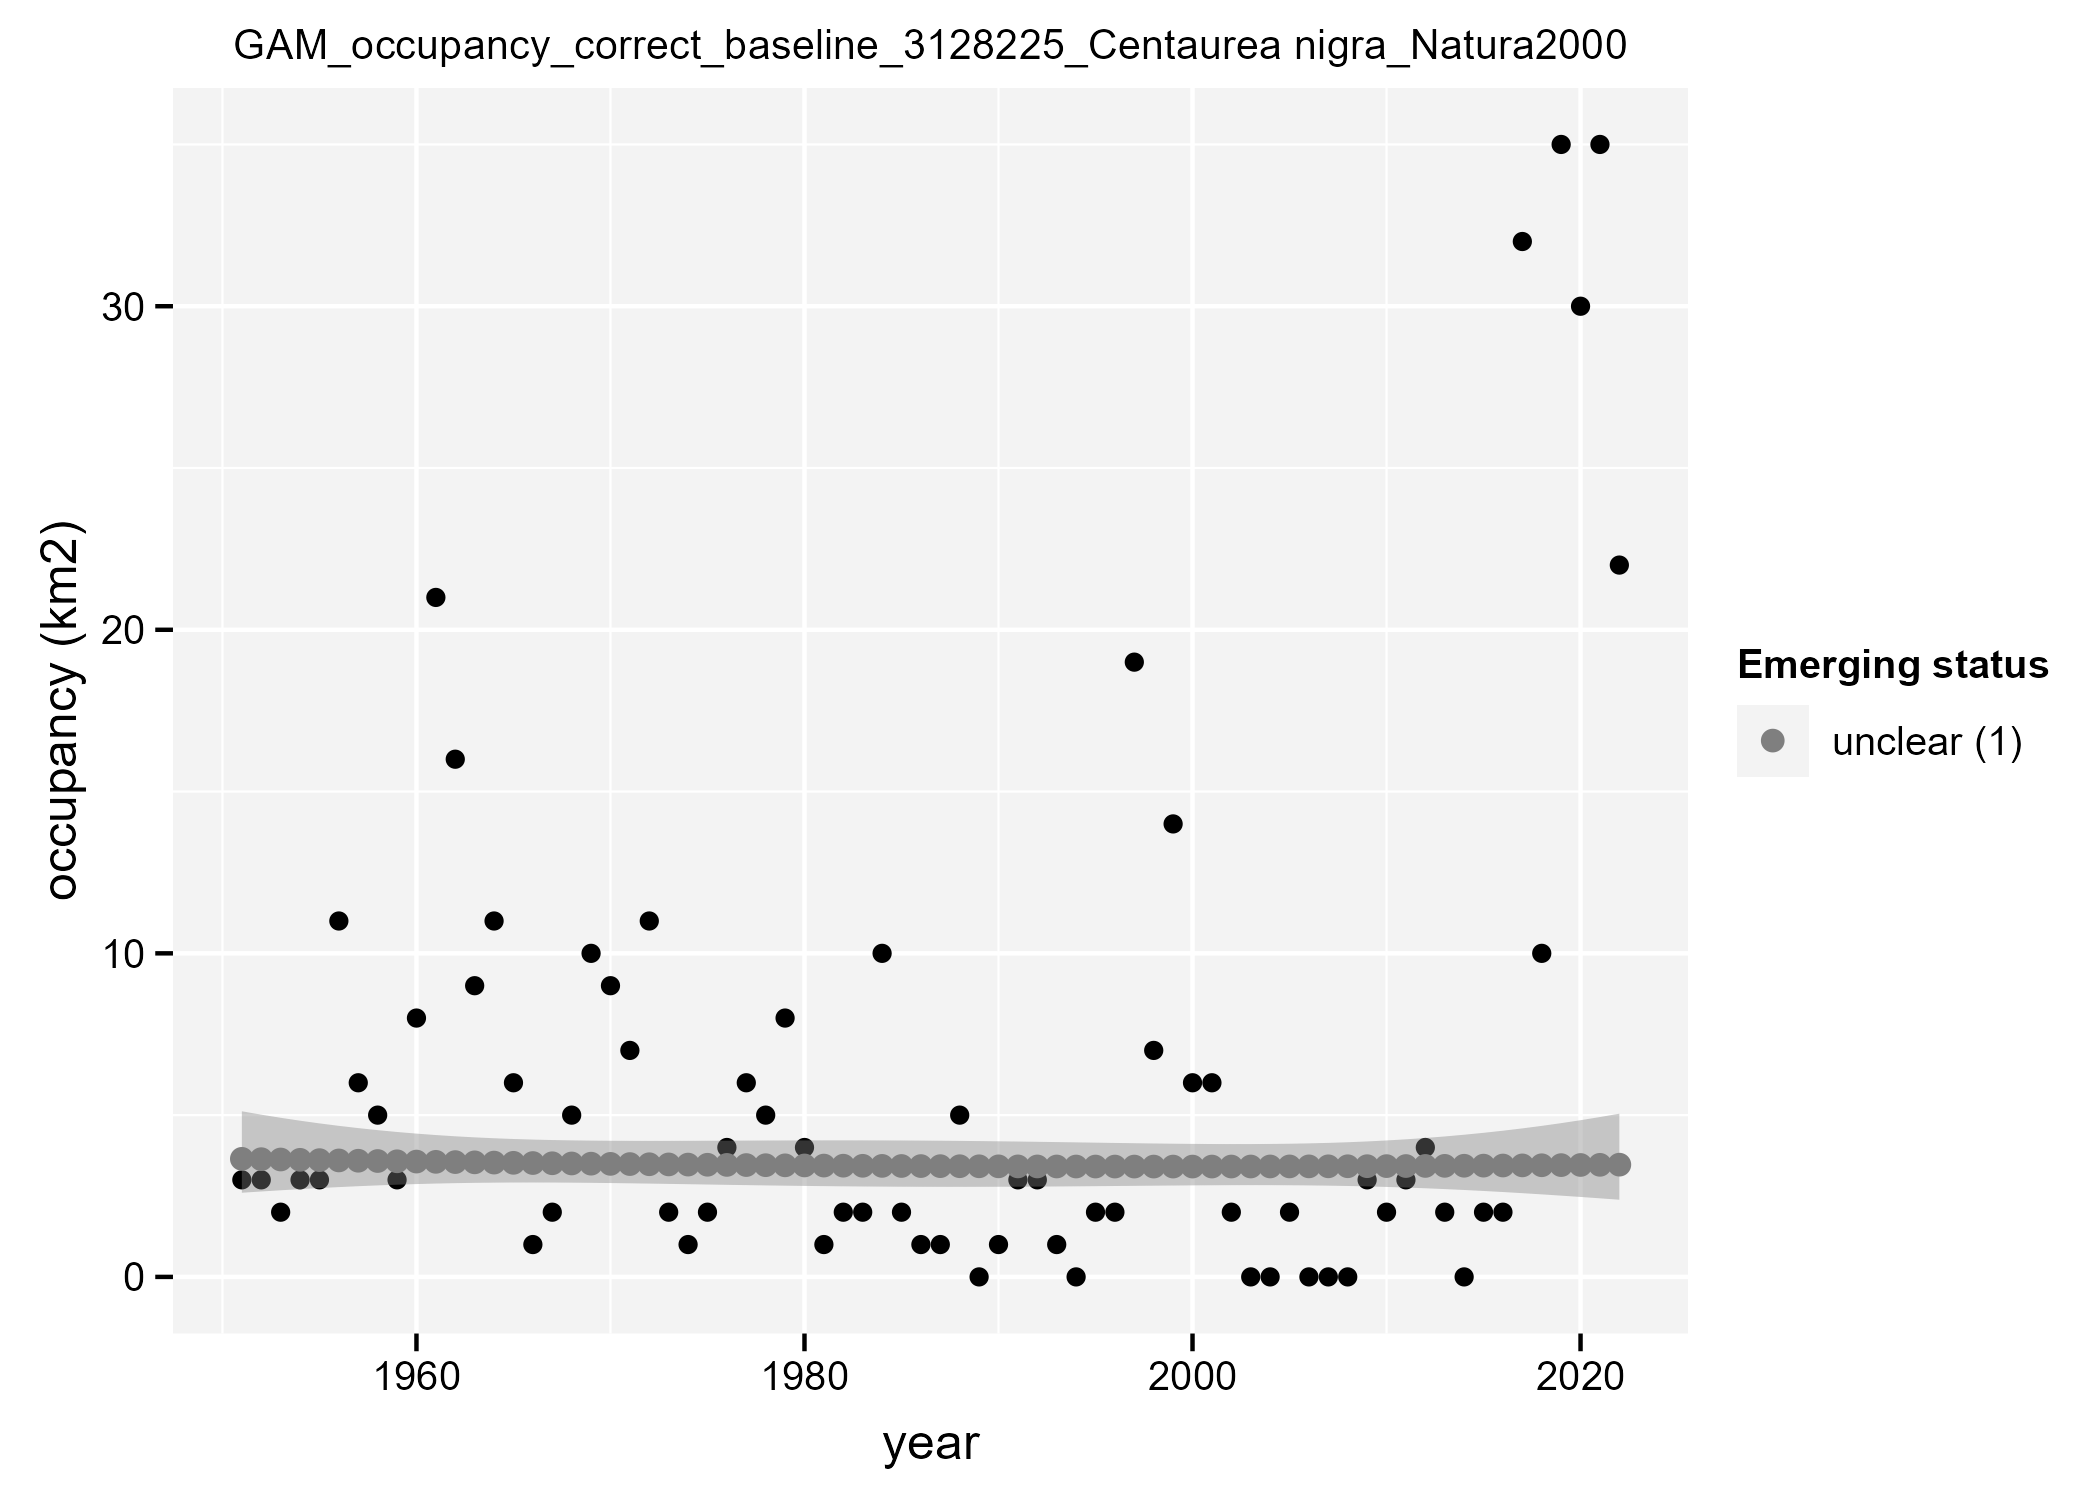 GAM_occupancy_correct_baseline_3128225_Centaurea nigra_Natura2000
occupancy (km2)
30
20
10
0
1960
1980
2000
2020
year
Emerging status
unclear (1)